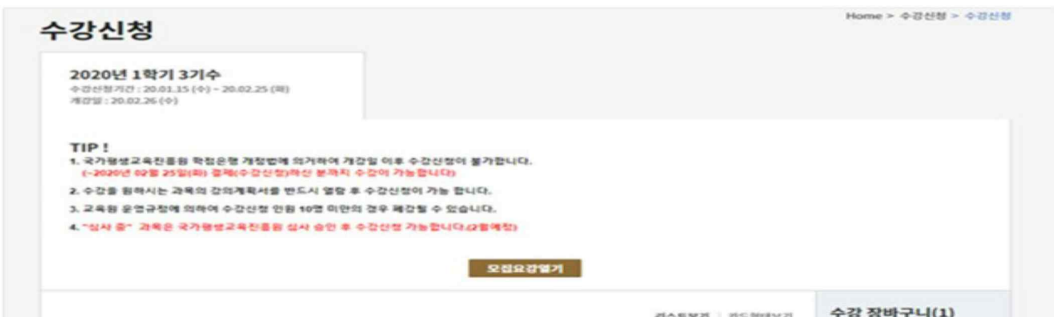 Home > 수강신청 > 수강신청
수강신청
2020년 1학기 3기수
수강신청기간 : 20.01.15 (수) ~ 20.02.25 (화)
개강일 : 20.02.26 (수)
TIP !
1. 국가평생교육진흥원 학점은행 개정법에 의거하여 개강일 이후 수강신청이 불가합니다.
(~2020년 02월 25일(화) 결제(수강신청)하신 분까지 수강이 가능합니다)
2. 수강을 원하시는 과목의 강의계획서를 반드시 열람 후 수강신청이 가능 합니다.
3. 교육원 운영규정에 의하여 수강신청 인원 10명 미만의 경우 폐강될 수 있습니다.
4. "심사 중" 과목은 국가평생교육진흥원 심사 승인 후 수강신청 가능합니다.(2월예정)
모집요강열기
수강 장바구니(1)